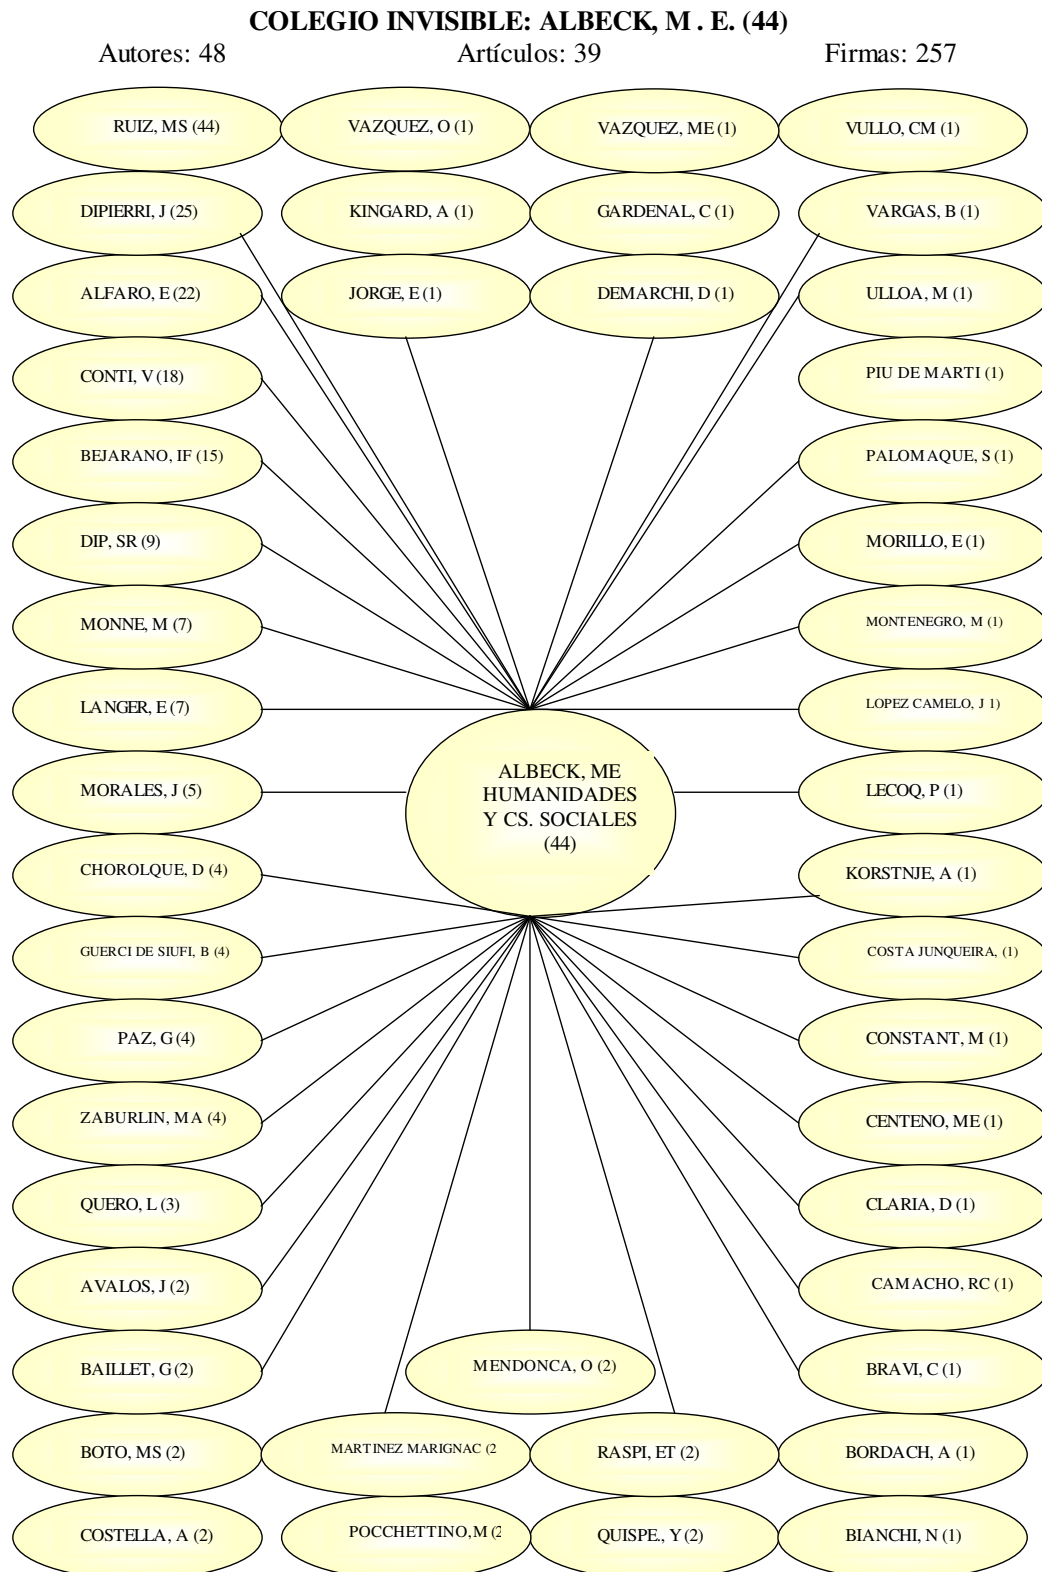 COLEGIO INVISIBLE: ALBECK, M . E. (44)
Autores: 48 Artículos: 39 Firmas: 257
RUIZ, MS (44) VAZQUEZ, O (1) VAZQUEZ, ME (1) VULLO, CM (1)
DIPIERRI, J (25) KINGARD, A (1) GARDENAL, C (1) VARGAS, B (1)
ALFARO, E (22) JORGE, E (1) DEMARCHI, D (1) ULLOA, M (1)
CONTI, V (18) PIU DE MARTI (1)
BEJARANO, IF (15) PALOMAQUE, S (1)
DIP, SR (9) MORILLO, E (1)
MONNE, M (7) MONTENEGRO, M (1)
LANGER, E (7) LOPEZ CAMELO, J 1)
ALBECK, ME
HUMANIDADES
Y CS. SOCIALES
(44)
MORALES, J (5) LECOQ, P (1)
CHOROLQUE, D (4) KORSTNJE, A (1)
GUERCI DE SIUFI, B (4) COSTA JUNQUEIRA, (1)
PAZ, G (4) CONSTANT, M (1)
ZABURLIN, MA (4) CENTENO, ME (1)
QUERO, L (3) CLARIA, D (1)
AVALOS, J (2) CAMACHO, RC (1)
BAILLET, G (2) MENDONCA, O (2) BRAVI, C (1)
BOTO, MS (2) MARTINEZ MARIGNAC (2 RASPI, ET (2) BORDACH, A (1)
COSTELLA, A (2) POCCHETTINO, M (2 QUISPE., Y (2) BIANCHI, N (1)